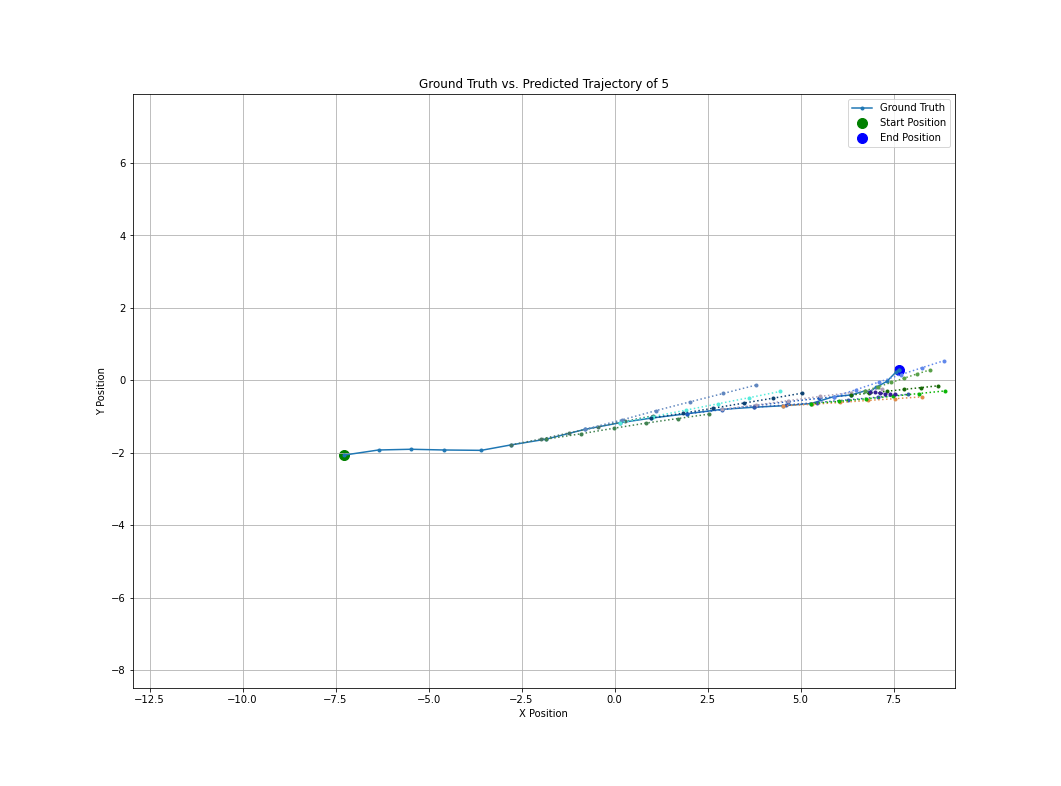 Ground Truth vs. Predicted Trajectory of 5
Ground Truth
Start Position
End Position
6
4
2
0
−2
−4
−6
−8
Y Position
−12.5 −10.0 −7.5 −5.0 −2.5 0.0 2.5 5.0 7.5
X Position